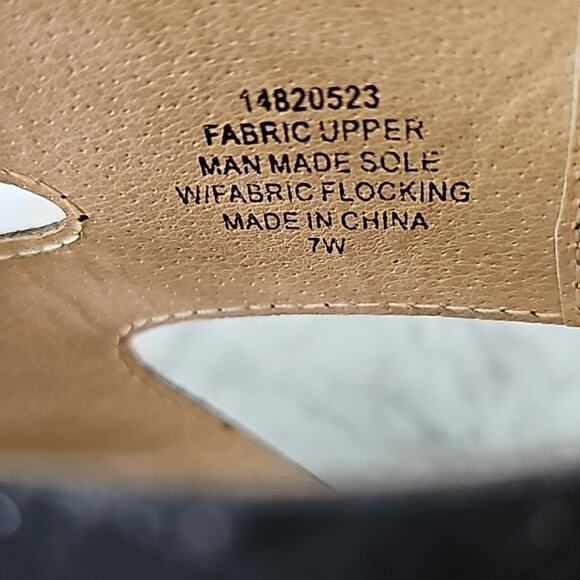 14820523
FABRIC UPPER
MAN MADE SOLE
W/FABRIC FLOCKING
MADE IN CHINA
7W